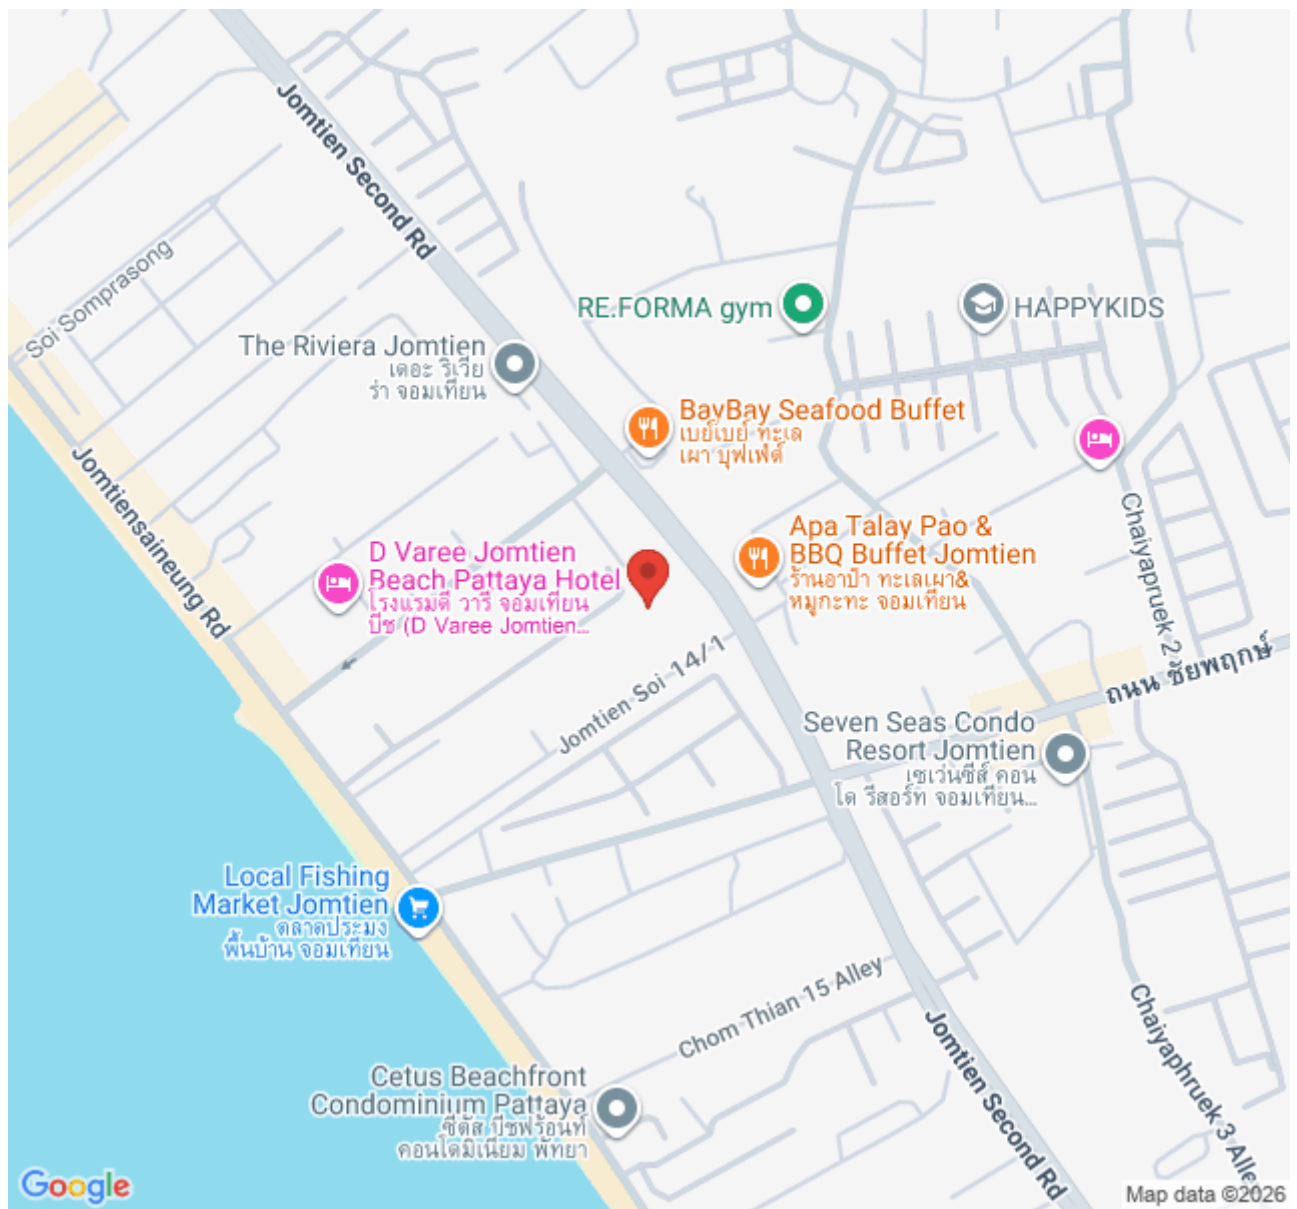 Jomtien Second Rd
Soi Somprasong
RE.FORMA gym
HAPPYKIDS
The Riviera Jomtien
เดอะ ริเวีย
ร่า จอมเทียน
BayBay Seafood Buffet
เบย์เบย์ ทะเล
เผา บุฟเฟ่ต์
Jomtiensaineung Rd
Chaiyapruek 2
Apa Talay Pao &
BBQ Buffet Jomtien
ร้านอาป๋า ทะเลเผา&
หมูกะทะ จอมเทียน
D Varee Jomtien
Beach Pattaya Hotel
โรงแรมดี วารี จอมเทียน
บีช (D Varee Jomtien...
Jomtien Soi 14/1
ถนน ชัยพฤกษ์
Seven Seas Condo
Resort Jomtien
เซเว่นซีส์ คอน
โด รีสอร์ท จอมเทียน...
Local Fishing
Market Jomtien
ตลาดประมง
พื้นบ้าน จอมเทียน
Chom Thian 15 Alley
Jomtien Second Rd
Chaiyaphruek 3 Alley
Cetus Beachfront
Condominium Pattaya
ซีตัส บีชฟร้อนท์
คอนโดมิเนียม พัทยา
Google
Map data ©2026